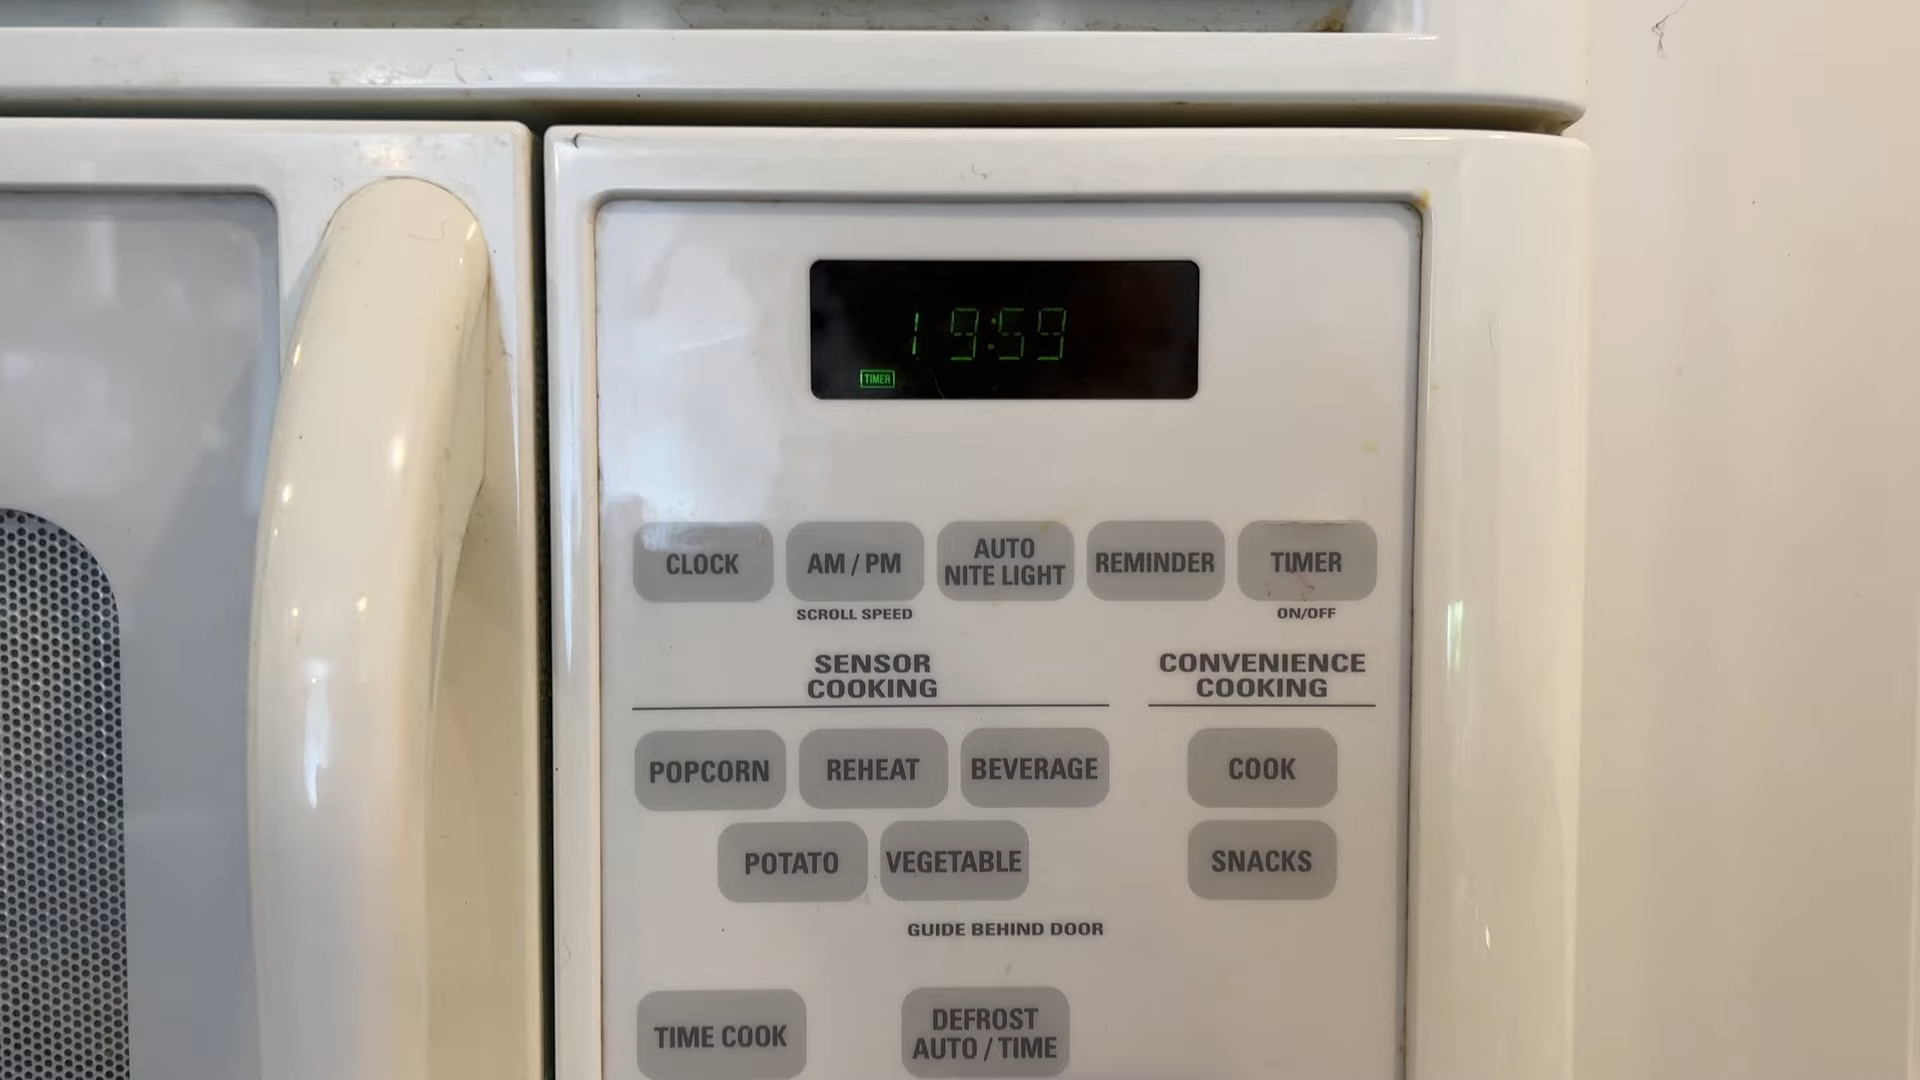 19:59
TIMER
CLOCK
AM / PM
AUTO
NITE LIGHT
REMINDER
TIMER
SCROLL SPEED
ON/OFF
SENSOR
COOKING
CONVENIENCE
COOKING
POPCORN
REHEAT
BEVERAGE
COOK
POTATO
VEGETABLE
SNACKS
GUIDE BEHIND DOOR
TIME COOK
DEFROST
AUTO / TIME